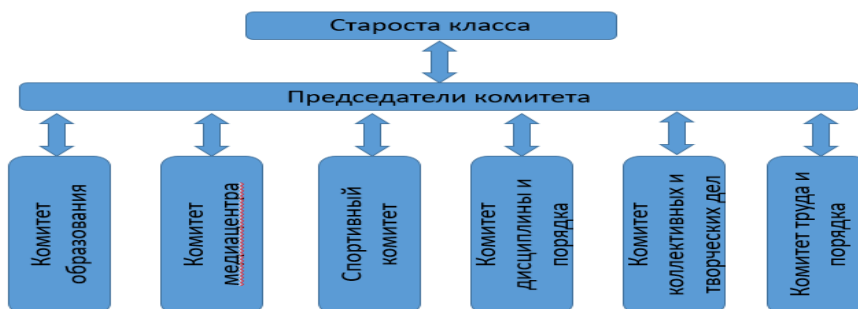 Староста класса
Председатели комитета
Комитет
образования
Комитет
медиацентра
Спортивный
комитет
Комитет
дисциплины и
порядка
Комитет
коллективных и
творческих дел
Комитет труда и
порядка